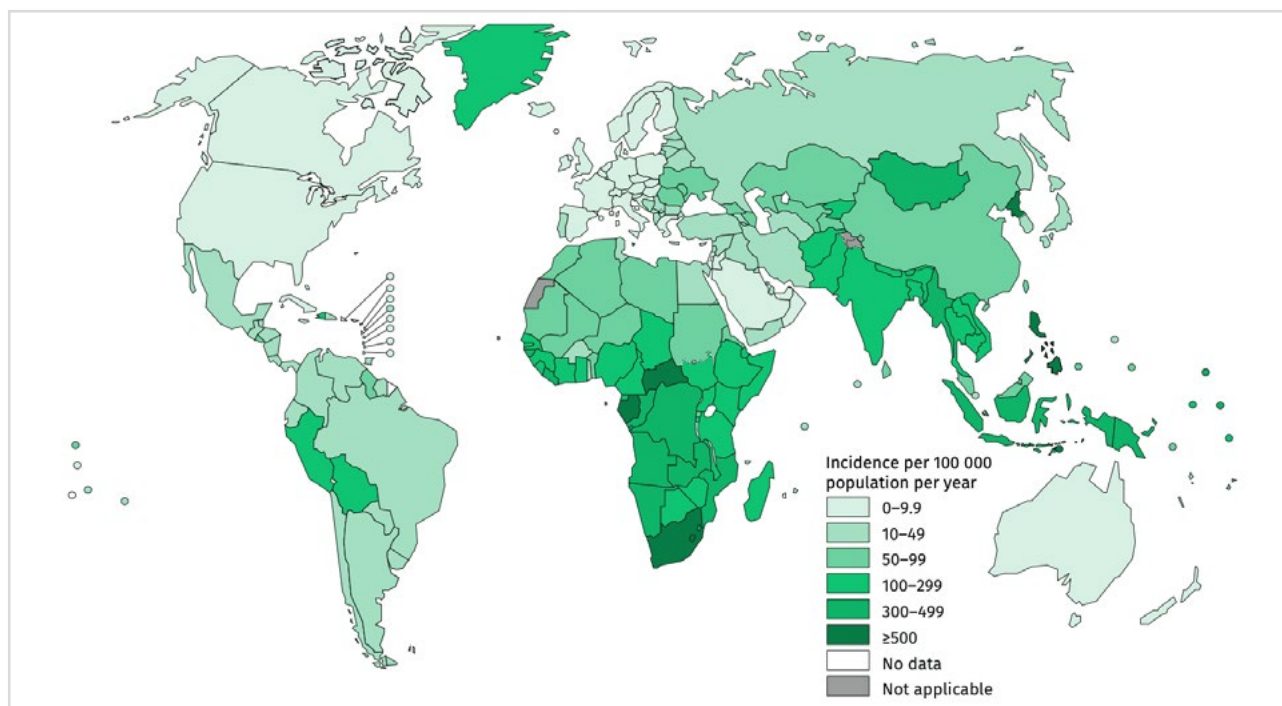 Incidence per 100 000
population per year
0–9.9
10–49
50–99
100–299
300–499
≥500
No data
Not applicable